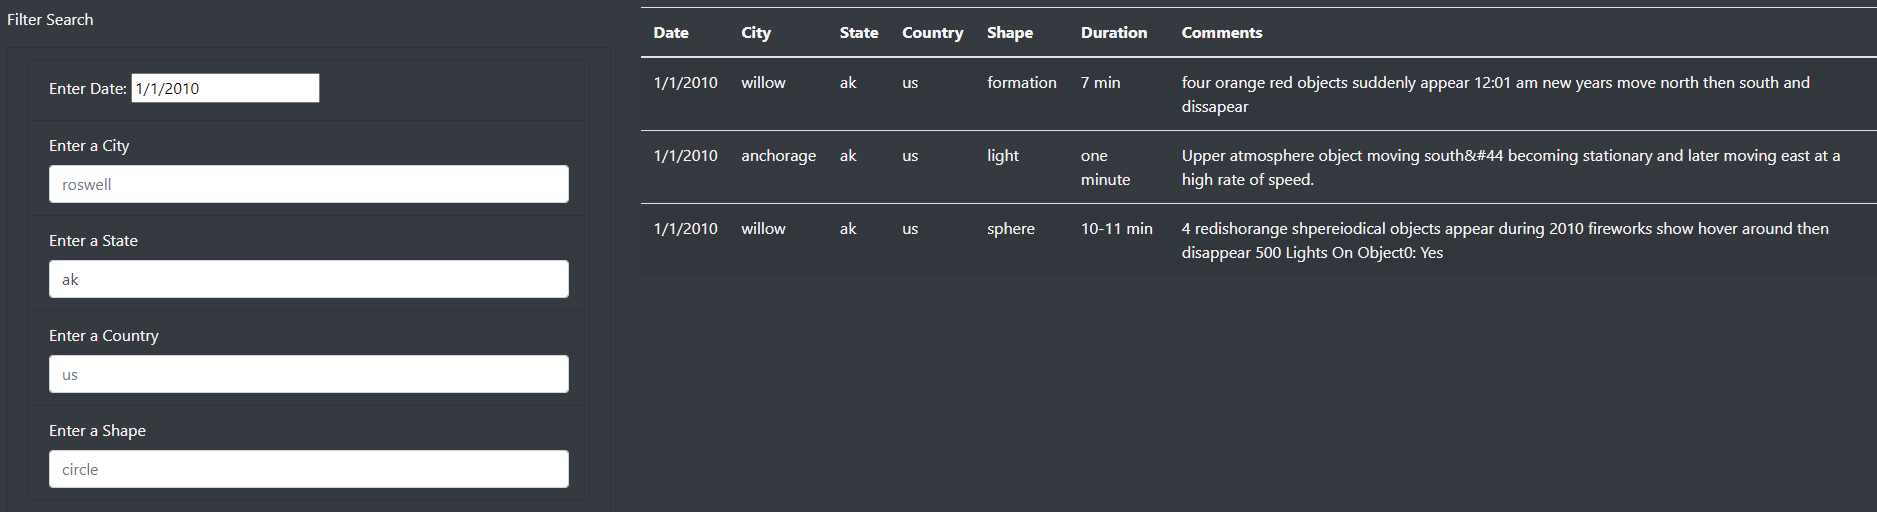 Filter Search
Enter Date: 1/1/2010
Enter a City
roswell
Enter a State
ak
Enter a Country
us
Enter a Shape
circle
Date City State Country Shape Duration Comments
1/1/2010 willow ak us formation 7 min four orange red objects suddenly appear 12:01 am new years move north then south and
dissapear
1/1/2010 anchorage ak us light one Upper atmosphere object moving south&#44 becoming stationary and later moving east at a
minute high rate of speed.
1/1/2010 willow ak us sphere 10-11 min 4 redishorange shpereiodical objects appear during 2010 fireworks show hover around then
disappear 500 Lights On Object0: Yes